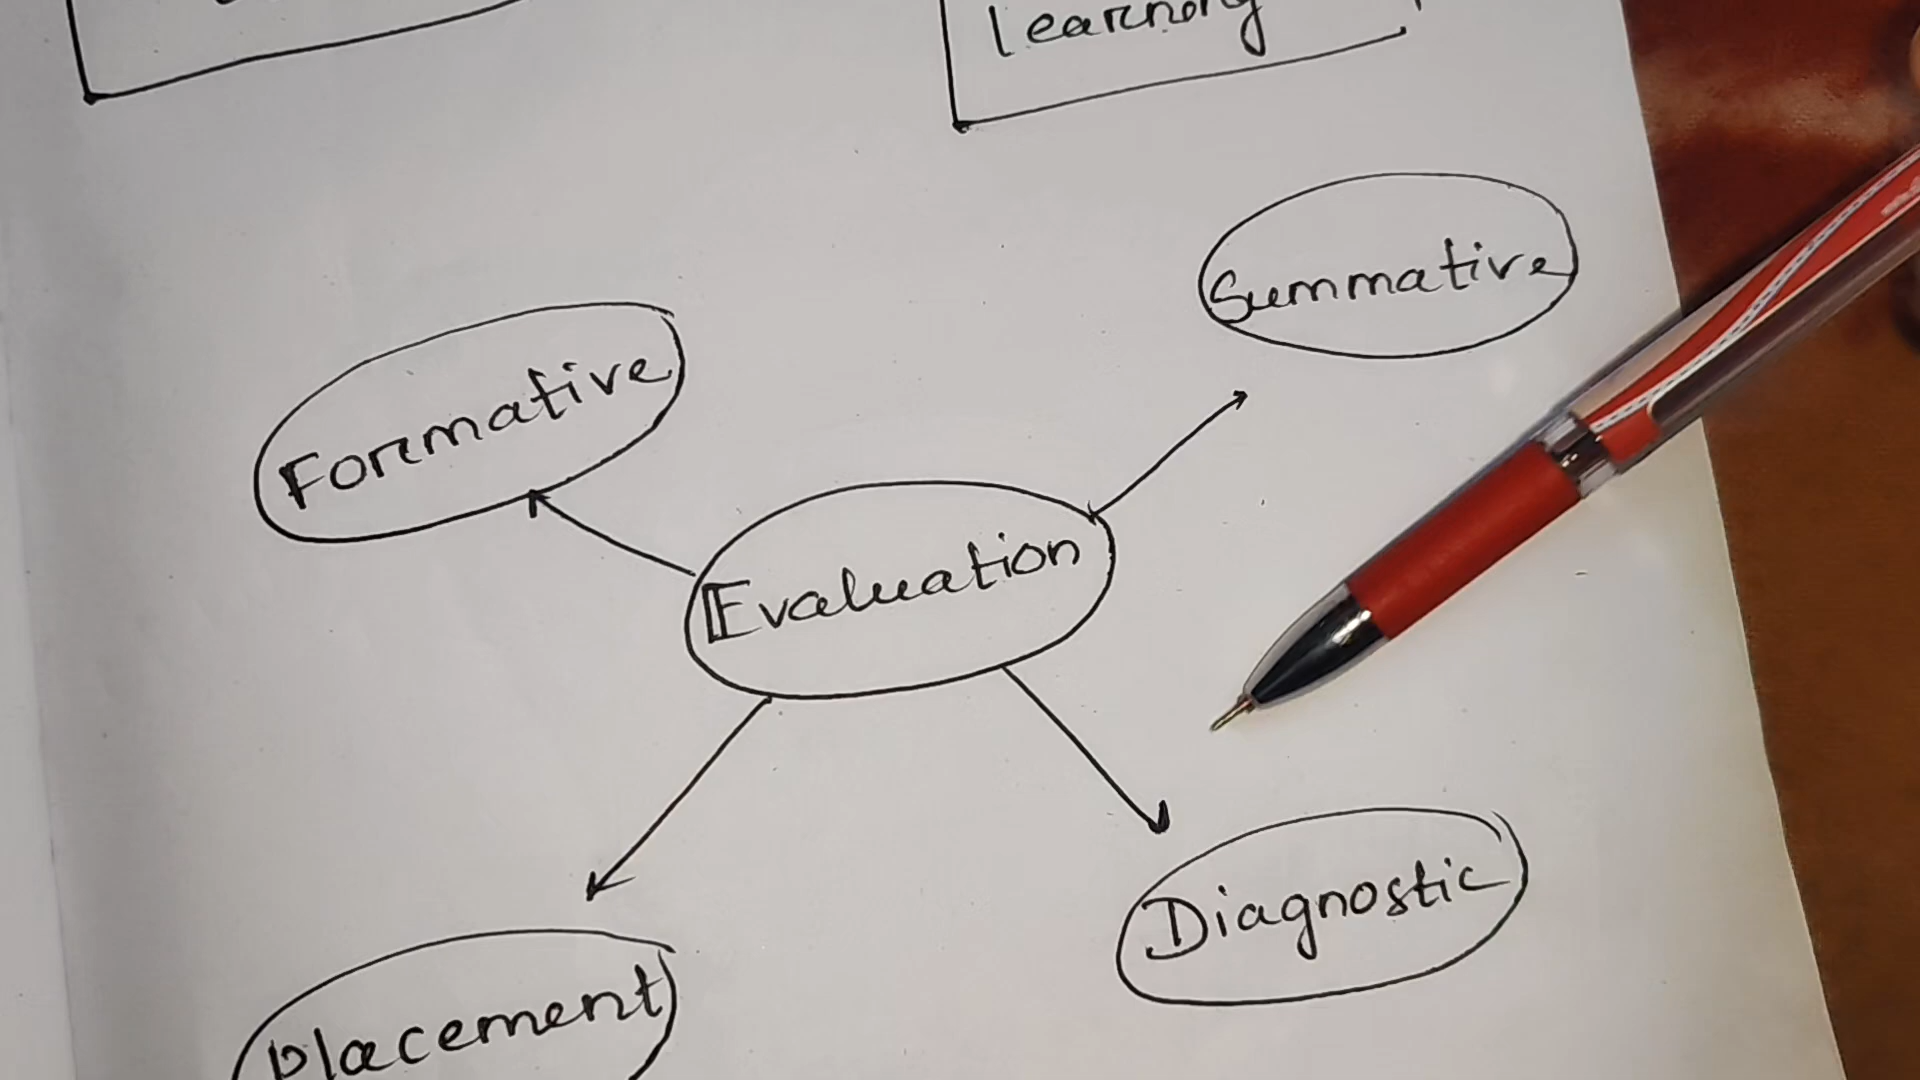 learning
Summative
Formative
Evaluation
Diagnostic
Placement